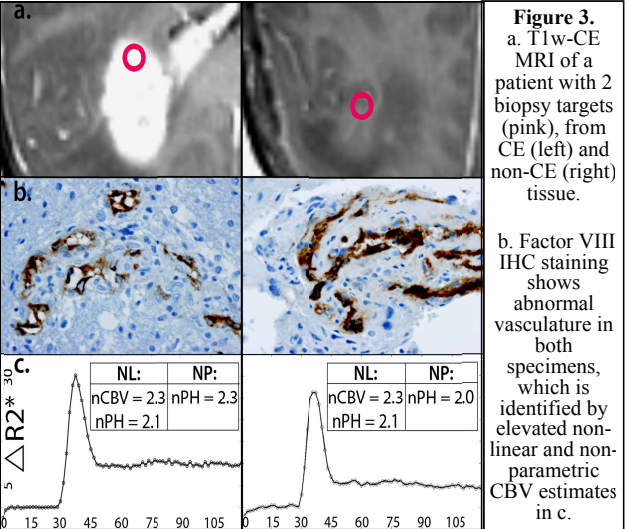 a.
b.
c.
30
5
△R2*
NL: NP:
nCBV = 2.3 nPH = 2.3
nPH = 2.1
0 15 30 45 60 75 90 105
NL: NP:
nCBV = 2.3 nPH = 2.0
nPH = 2.1
0 15 30 45 60 75 90 105
Figure 3.
a. T1w-CE
MRI of a
patient with 2
biopsy targets
(pink), from
CE (left) and
non-CE (right)
tissue.
b. Factor VIII
IHC staining
shows
abnormal
vasculature in
both
specimens,
which is
identified by
elevated non-
linear and non-
parametric
CBV estimates
in c.